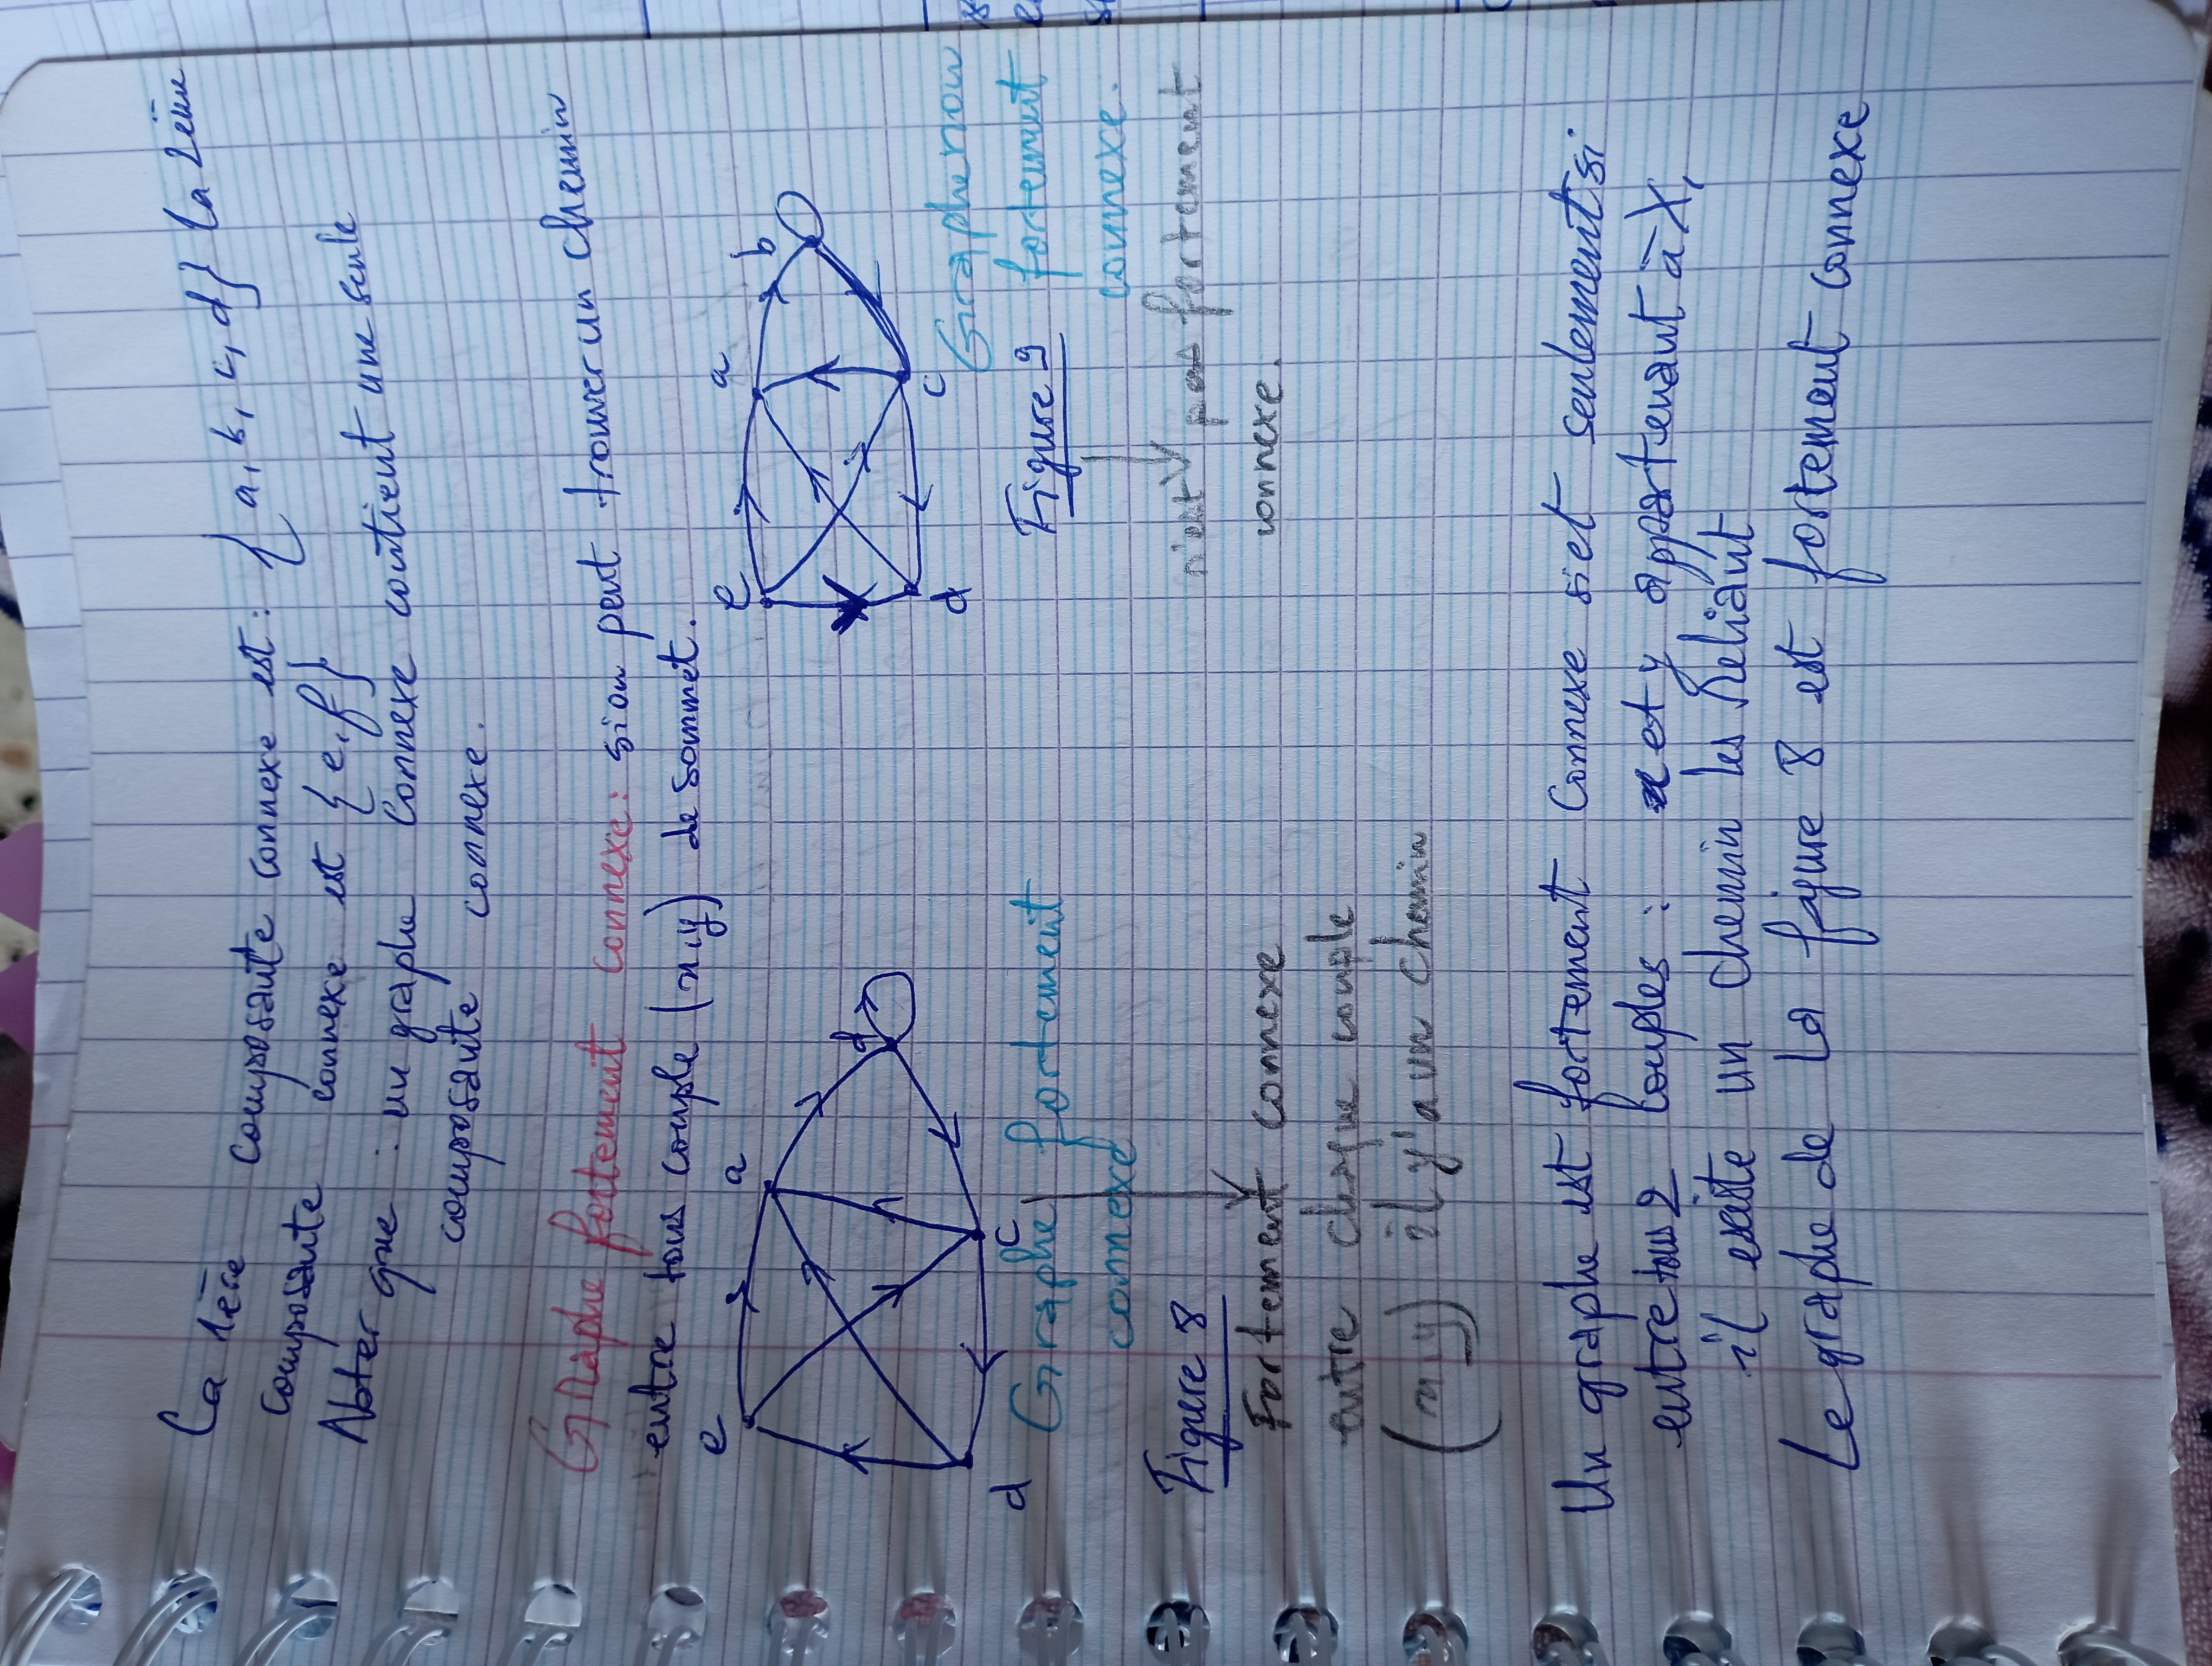 La 1ère composante connexe est : {a, b, c, d} La 2ème
composante connexe est {e, f}
Noter que : un graphe connexe contient une seule
composante connexe.
Graphe fortement connexe : si on peut trouver un chemin
entre tous couple (x, y) de sommet.
e a
d
d c
e a b
d c
Graphe fortement
connexe
Figure 8
Fortement connexe
entre chaque couple
(x, y) il y'a un chemin
Graphe non
Figure 9 fortement
connexe.
n'est pas fortement
connexe.
Un graphe est fortement connexe si et seulement si
entre tous 2 couples : x et y appartenant à X,
il existe un chemin les reliant
Le graphe de la figure 8 est fortement connexe